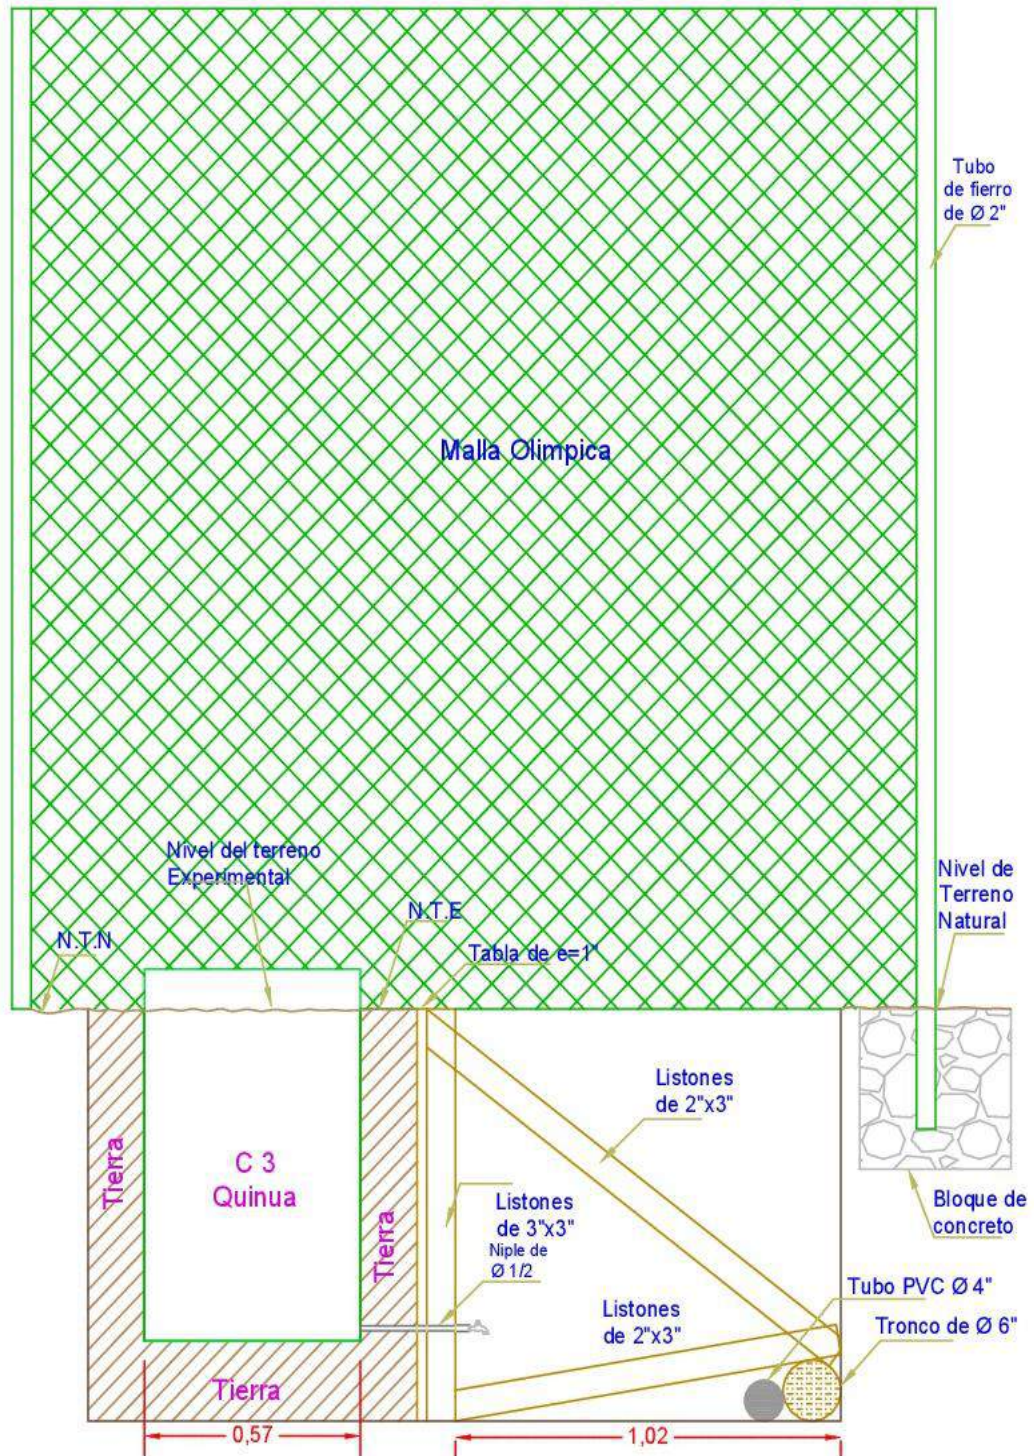 Tubo
de fierro
de Ø 2"
Malla Olimpica
Nivel del terreno
Experimental
N.T.N
N.T.E
Tabla de e=1"
Nivel de
Terreno
Natural
Listones
de 2"x3"
Tierra
C 3
Quinua
Tierra
Listones
de 3"x3"
Niple de
Ø 1/2
Bloque de
concreto
Listones
de 2"x3"
Tubo PVC Ø 4"
Tronco de Ø 6"
Tierra
0,57
1,02